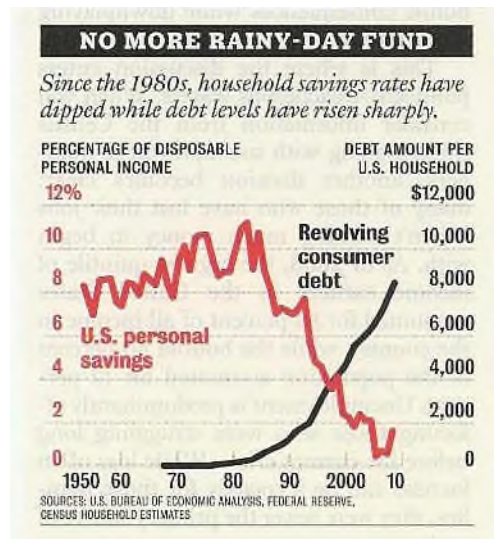 NO MORE RAINY-DAY FUND
Since the 1980s, household savings rates have
dipped while debt levels have risen sharply.
PERCENTAGE OF DISPOSABLE
PERSONAL INCOME
DEBT AMOUNT PER
U.S. HOUSEHOLD
12%
$12,000
10
Revolving
consumer
debt
10,000
8
8,000
6
U.S. personal
savings
6,000
4
4,000
2
2,000
0
0
1950 60 70 80 90 2000 10
SOURCES: U.S. BUREAU OF ECONOMIC ANALYSIS, FEDERAL RESERVE,
CENSUS HOUSEHOLD ESTIMATES